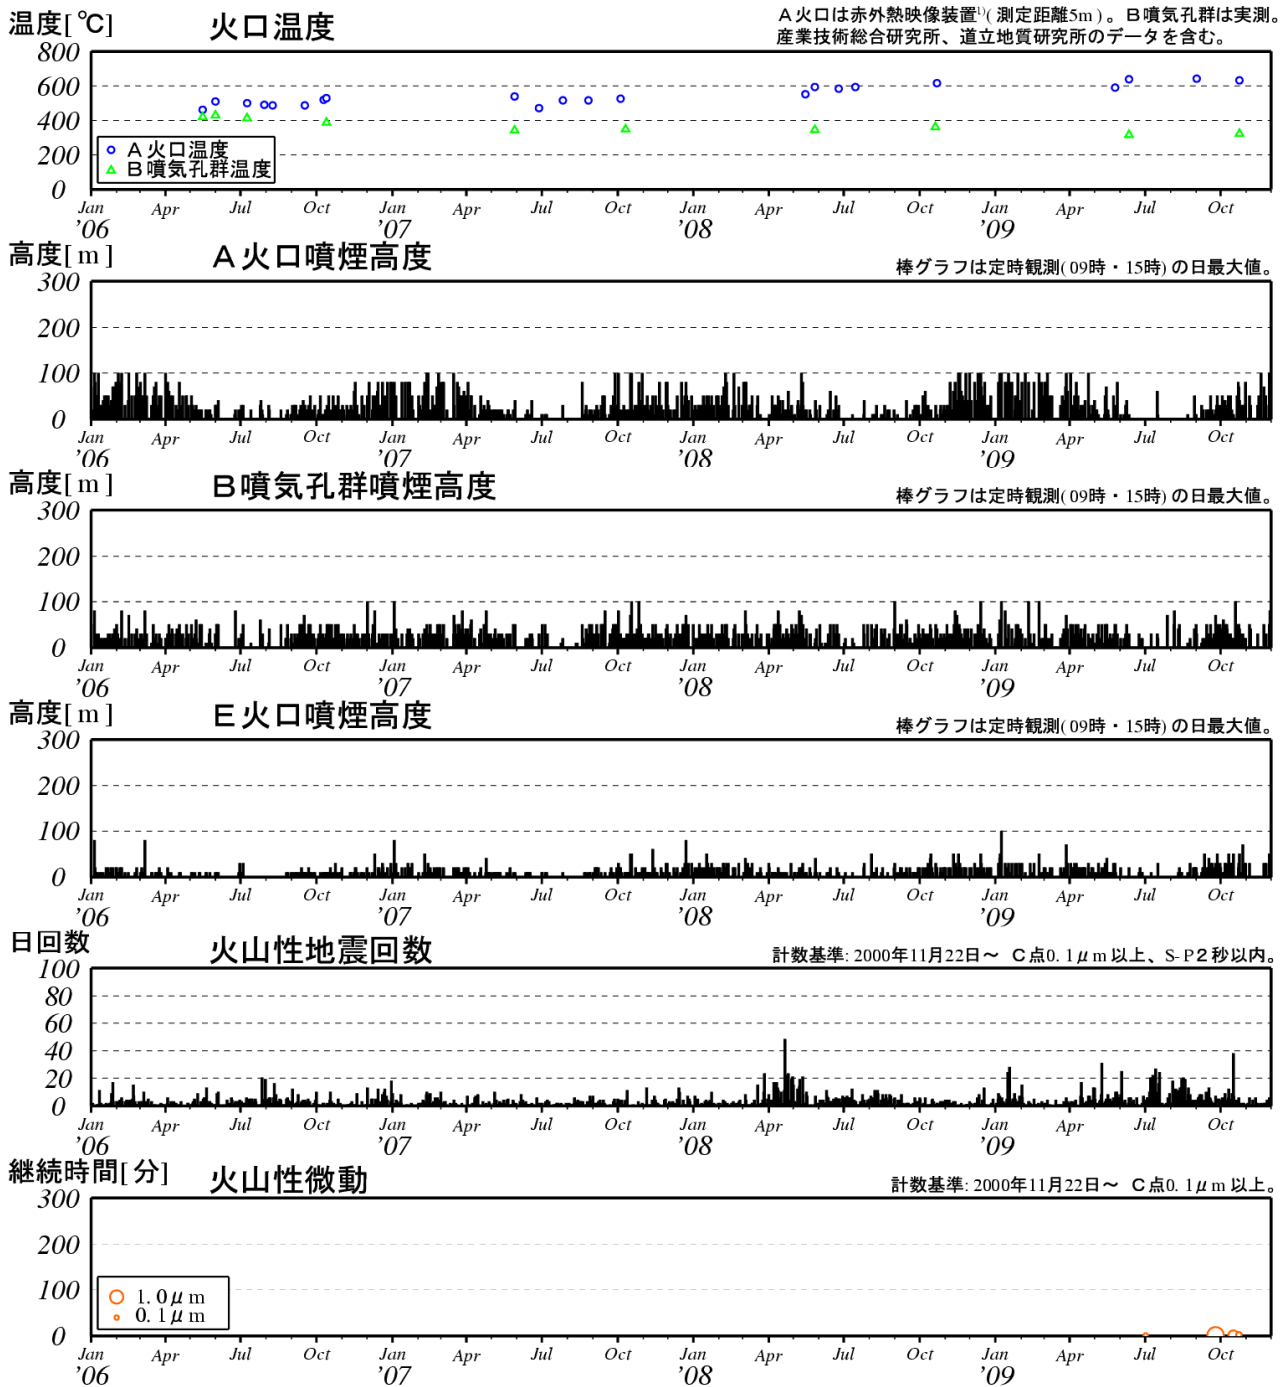 温度[℃]
火口温度
A火口は赤外熱映像装置1)(測定距離5m)。B噴気孔群は実測。
産業技術総合研究所、道立地質研究所のデータを含む。
800
600
400
200
0
A火口温度
B噴気孔群温度
Jan Apr Jul Oct Jan Apr Jul Oct Jan Apr Jul Oct Jan Apr Jul Oct
'06 '07 '08 '09
高度[m]
A火口噴煙高度
棒グラフは定時観測(09時・15時)の日最大値。
300
200
100
0
Jan Apr Jul Oct Jan Apr Jul Oct Jan Apr Jul Oct Jan Apr Jul Oct
'06 '07 '08 '09
高度[m]
B噴気孔群噴煙高度
棒グラフは定時観測(09時・15時)の日最大値。
300
200
100
0
Jan Apr Jul Oct Jan Apr Jul Oct Jan Apr Jul Oct Jan Apr Jul Oct
'06 '07 '08 '09
高度[m]
E火口噴煙高度
棒グラフは定時観測(09時・15時)の日最大値。
300
200
100
0
Jan Apr Jul Oct Jan Apr Jul Oct Jan Apr Jul Oct Jan Apr Jul Oct
'06 '07 '08 '09
日回数
火山性地震回数
計数基準: 2000年11月22日～ C点0.1μm以上、S-P2秒以内。
100
80
60
40
20
0
Jan Apr Jul Oct Jan Apr Jul Oct Jan Apr Jul Oct Jan Apr Jul Oct
'06 '07 '08 '09
継続時間[分]
火山性微動
計数基準: 2000年11月22日～ C点0.1μm以上。
300
200
100
0
1.0μm
0.1μm
Jan Apr Jul Oct Jan Apr Jul Oct Jan Apr Jul Oct Jan Apr Jul Oct
'06 '07 '08 '09